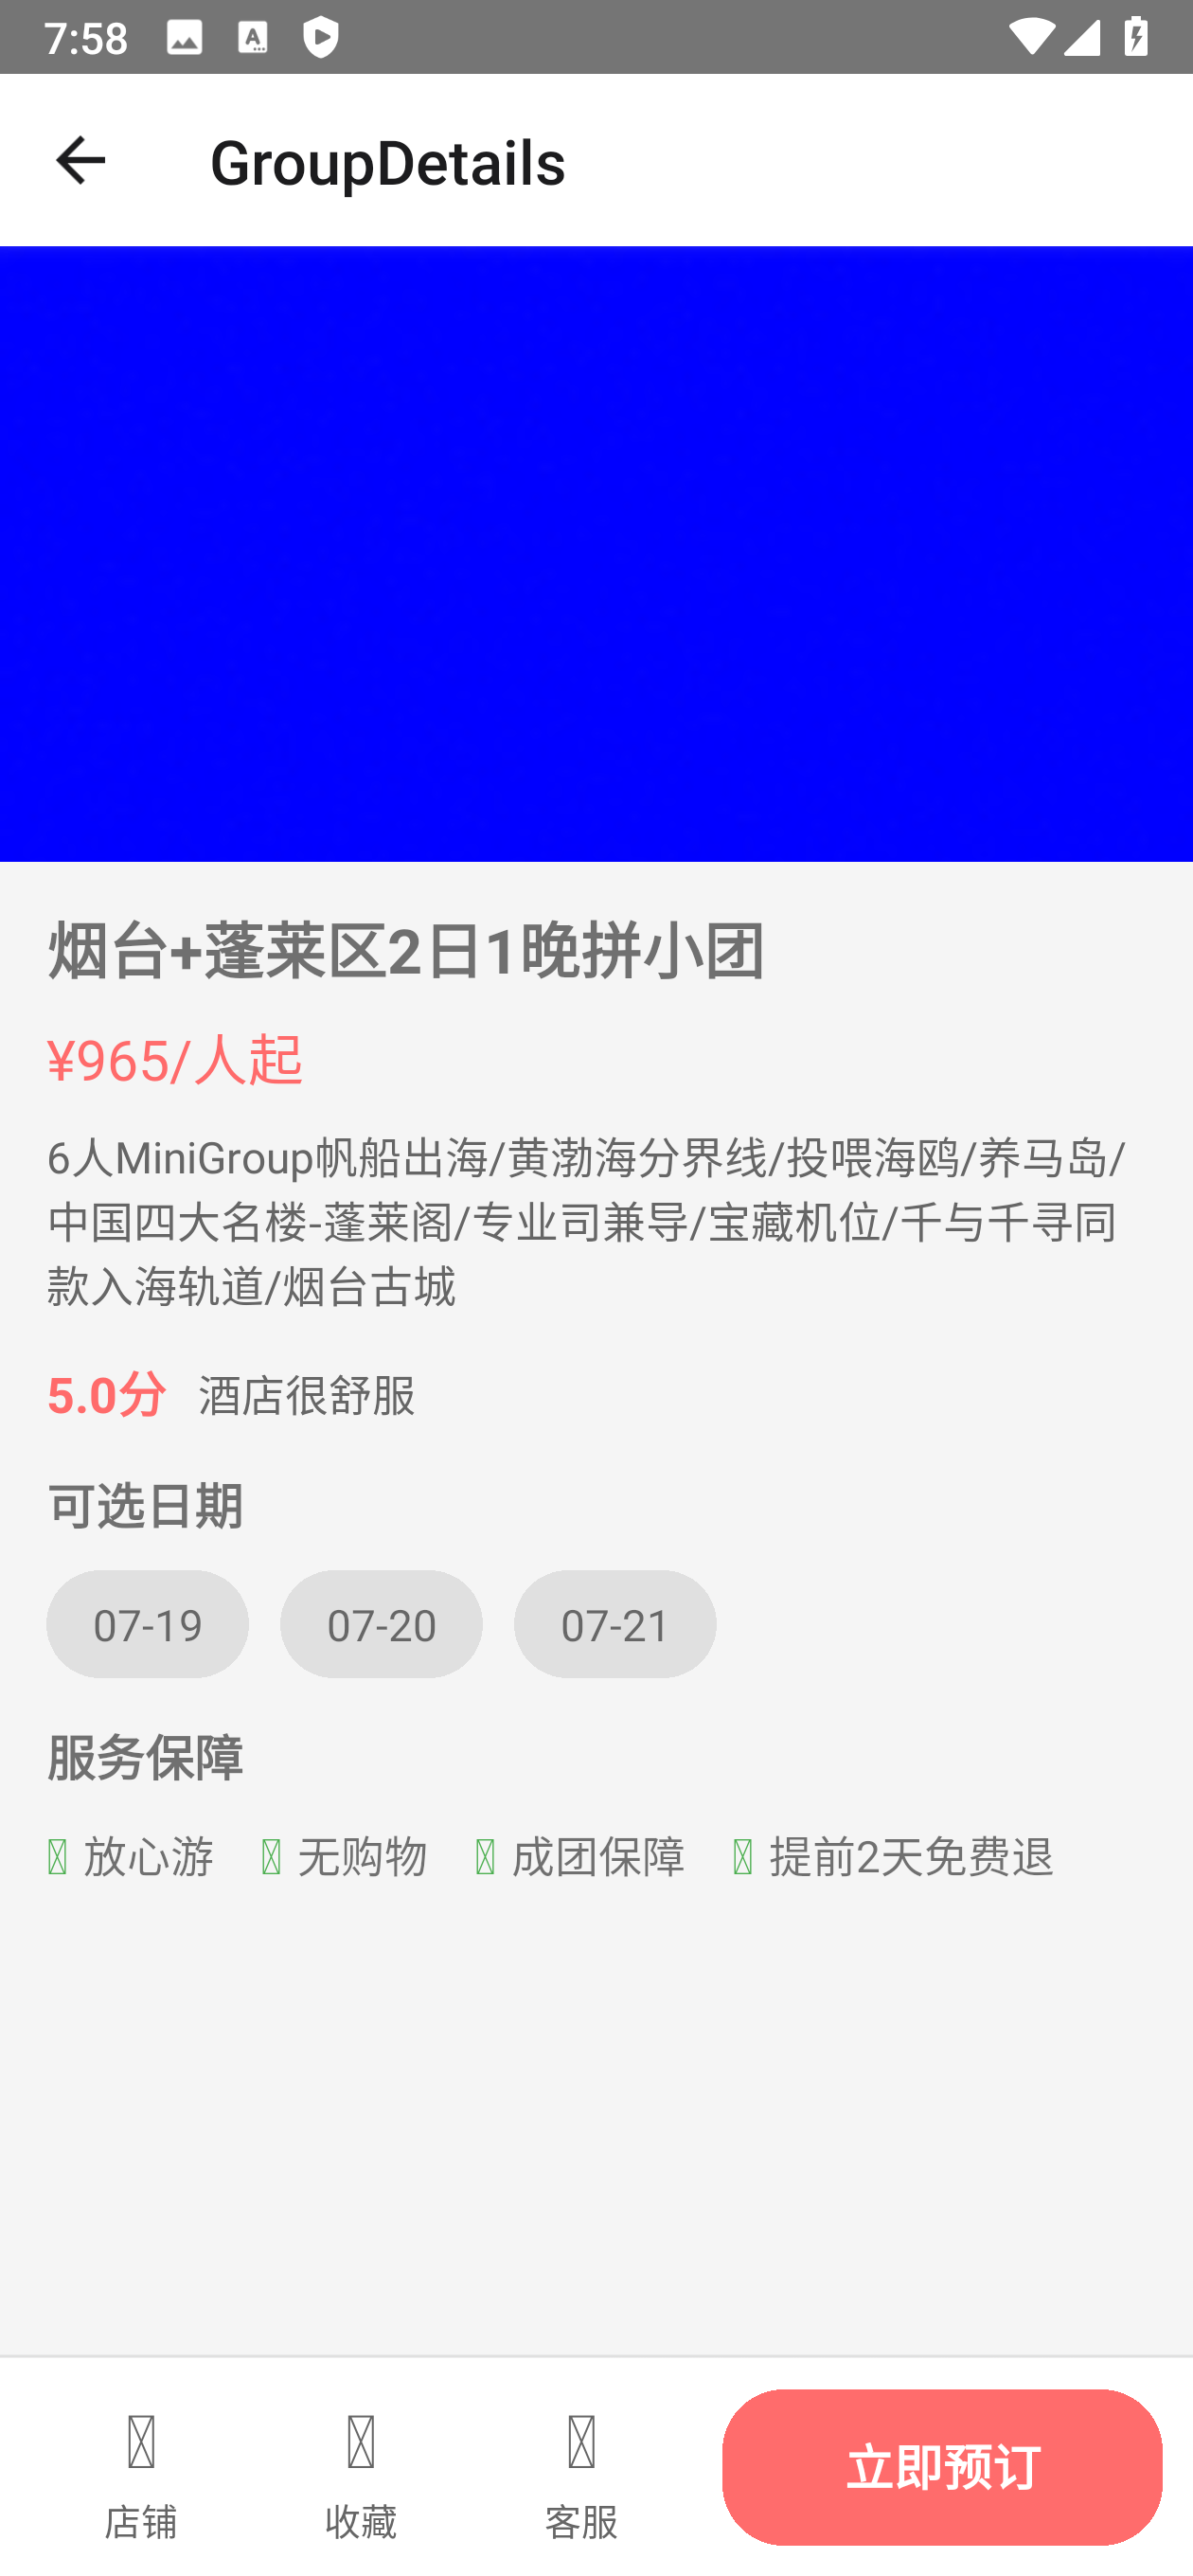 7:58
GroupDetails
烟台+蓬莱区2日1晚拼小团
¥965/人起
6人MiniGroup帆船出海/黄渤海分界线/投喂海鸥/养马岛/
中国四大名楼-蓬莱阁/专业司兼导/宝藏机位/千与千寻同
款入海轨道/烟台古城
5.0分 酒店很舒服
可选日期
07-19 07-20 07-21
服务保障
放心游 无购物 成团保障 提前2天免费退
店铺 收藏 客服 立即预订